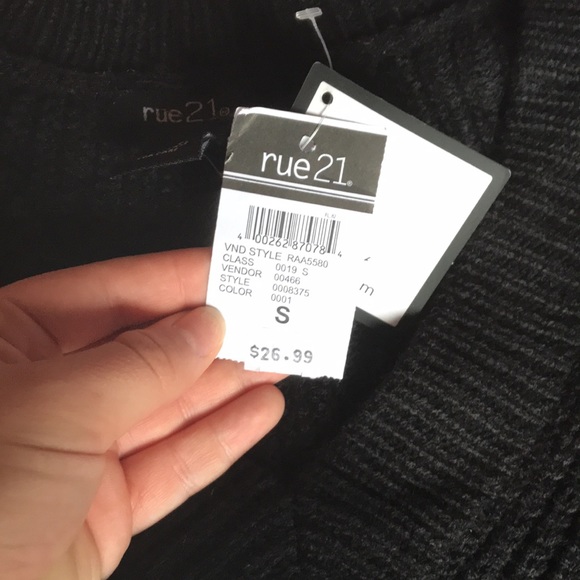 rue21
rue21
4 00262 87078 4
VND STYLE RAA5580
CLASS 0019 S
VENDOR 00466
STYLE 0008375
COLOR 0001
S
$26.99
m